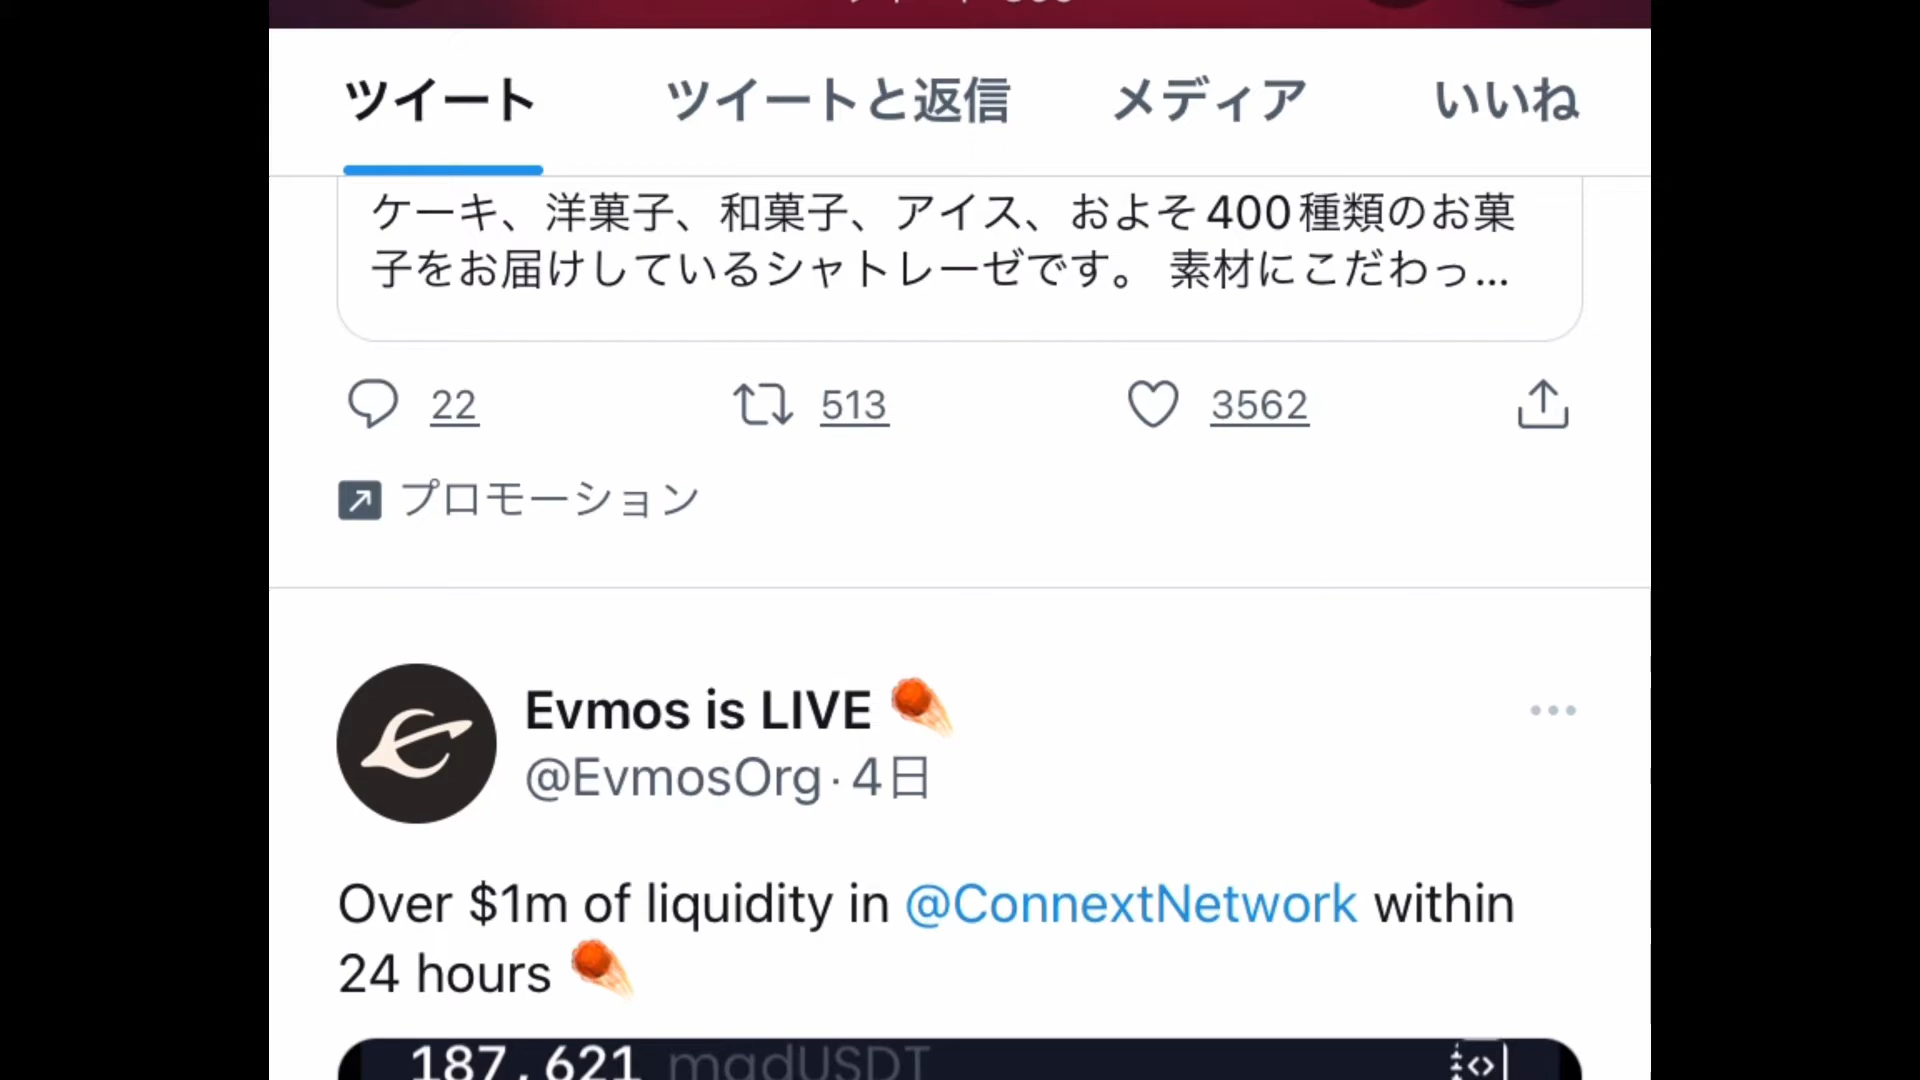 ツイート ツイートと返信 メディア いいね
ケーキ、洋菓子、和菓子、アイス、およそ400種類のお菓
子をお届けしているシャトレーゼです。 素材にこだわっ...
22 513 3562
プロモーション
Evmos is LIVE
@EvmosOrg · 4日
Over $1m of liquidity in @ConnextNetwork within
24 hours
187,621 madUSDT